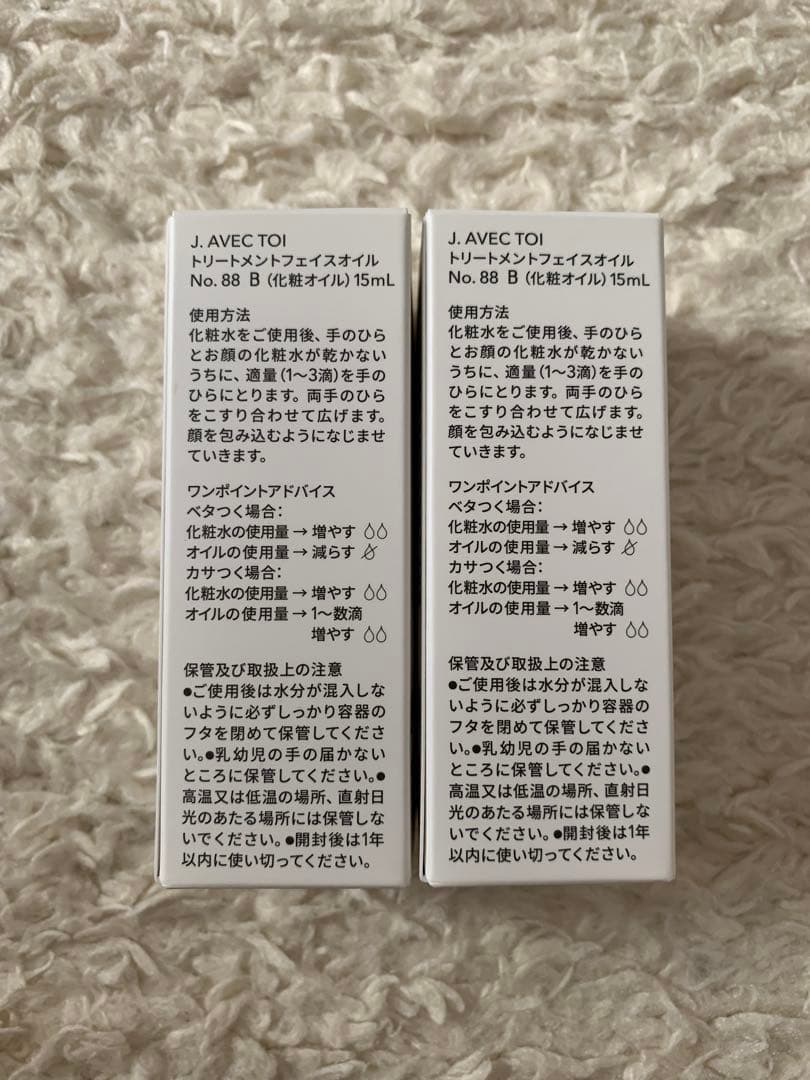 J. AVEC TOI
トリートメントフェイスオイル
No. 88 B (化粧オイル) 15mL
使用方法
化粧水をご使用後、手のひら
とお顔の化粧水が乾かない
うちに、適量(1〜3滴)を手の
ひらにとります。両手のひら
をこすり合わせて広げます。
顔を包み込むようになじませ
ていきます。
ワンポイントアドバイス
ベタつく場合:
化粧水の使用量→増やす
オイルの使用量→減らす
カサつく場合:
化粧水の使用量→増やす
オイルの使用量→1〜数滴
増やす
保管及び取扱上の注意
●ご使用後は水分が混入しな
いように必ずしっかり容器の
フタを閉めて保管してくださ
い。●乳幼児の手の届かない
ところに保管してください。●
高温又は低温の場所、直射日
光のあたる場所には保管しな
いでください。●開封後は1年
以内に使い切ってください。
J. AVEC TOI
トリートメントフェイスオイル
No. 88 B (化粧オイル) 15mL
使用方法
化粧水をご使用後、手のひら
とお顔の化粧水が乾かない
うちに、適量(1〜3滴)を手の
ひらにとります。両手のひら
をこすり合わせて広げます。
顔を包み込むようになじませ
ていきます。
ワンポイントアドバイス
ベタつく場合:
化粧水の使用量→増やす
オイルの使用量→減らす
カサつく場合:
化粧水の使用量→増やす
オイルの使用量→1〜数滴
増やす
保管及び取扱上の注意
●ご使用後は水分が混入しな
いように必ずしっかり容器の
フタを閉めて保管してくださ
い。●乳幼児の手の届かない
ところに保管してください。●
高温又は低温の場所、直射日
光のあたる場所には保管しな
いでください。●開封後は1年
以内に使い切ってください。